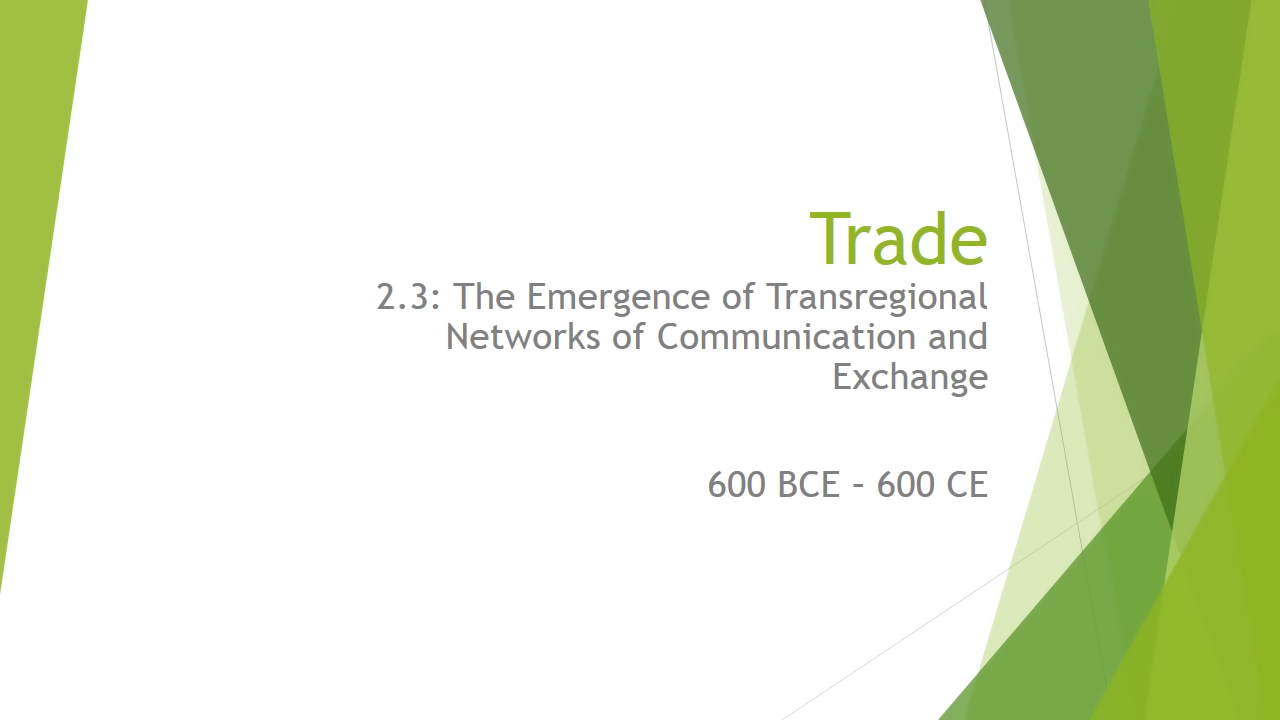 Trade
2.3: The Emergence of Transregional
Networks of Communication and
Exchange
600 BCE – 600 CE